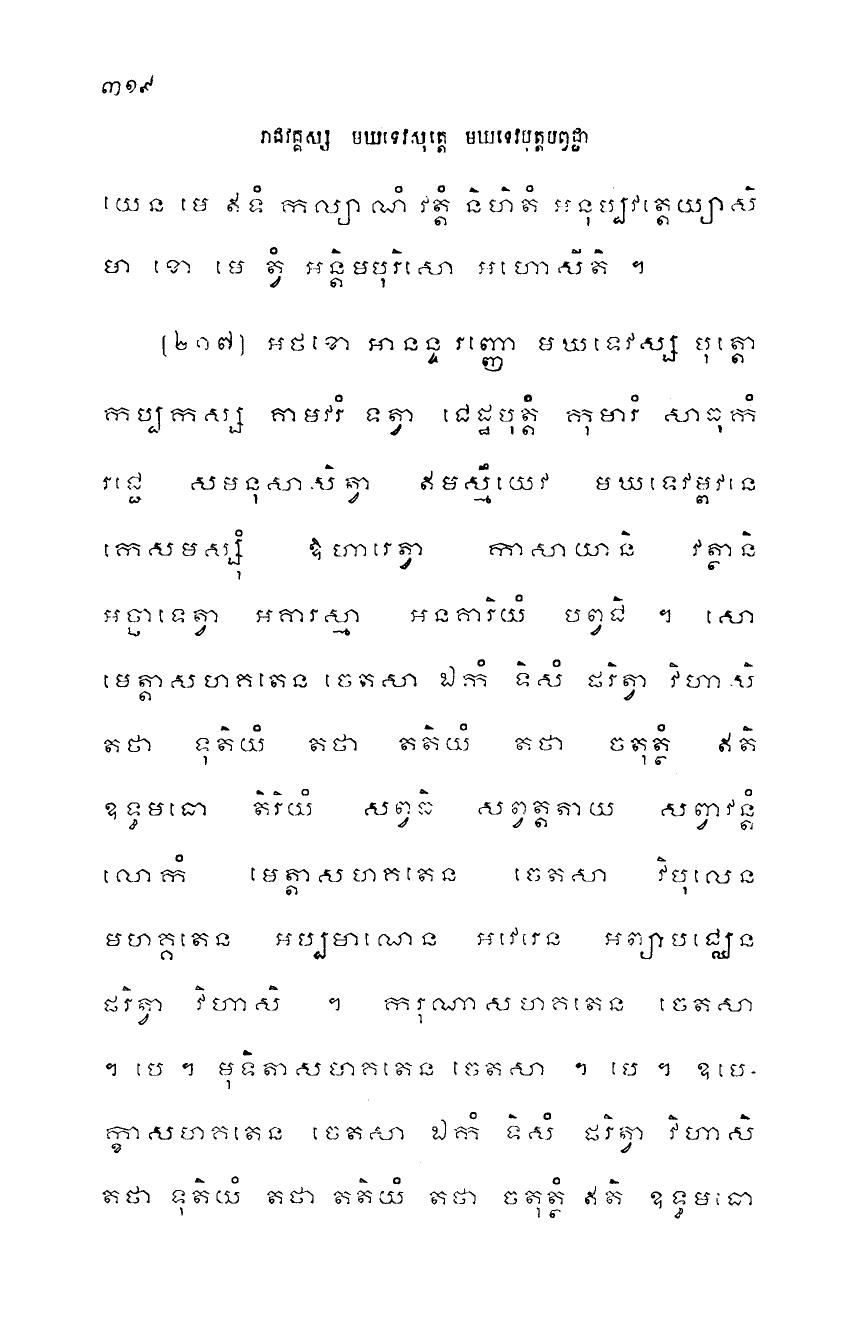 ៣១៩
រាជវគ្គស្ស មឃទេវសុត្តេ មឃទេវបុត្តបព្វជ្ជា
យេន មេ ឥទំ កល្យាណំ វត្តំ និហិតំ អនុប្បវត្តេយ្យាសិ
មា ខោ មេ ត្វំ អន្តិមបុរិសោ អហោសីតិ ។
(២១៧) អថខោ អានន្ទ រញ្ញោ មឃទេវស្ស បុត្តោ
កប្បកស្ស គាមវរំ ទត្វា ជេដ្ឋបុត្តំ កុមារំ សាធុកំ
រជ្ជេ សមនុសាសិត្វា ឥមស្មឹយេវ មឃទេវម្ពវនេ
កេសមស្សុំ ឱហារេត្វា កាសាយានិ វត្ថានិ
អច្ឆាទេត្វា អគារស្មា អនគារិយំ បព្វជិ ។ សោ
មេត្តាសហគតេន ចេតសា ឯកំ ទិសំ ផរិត្វា វិហាសិ
តថា ទុតិយំ តថា តតិយំ តថា ចតុត្ថំ ឥតិ
ឧទ្ធមធោ តិរិយំ សព្វធិ សព្វត្តតាយ សព្វាវន្តំ
លោកំ មេត្តាសហគតេន ចេតសា វិបុលេន
មហគ្គតេន អប្បមាណេន អវេរេន អព្យាបជ្ឈេន
ផរិត្វា វិហាសិ ។ ករុណាសហគតេន ចេតសា
។ បេ ។ មុទិតាសហគតេន ចេតសា ។ បេ ។ ឧបេ-
ក្ខាសហគតេន ចេតសា ឯកំ ទិសំ ផរិត្វា វិហាសិ
តថា ទុតិយំ តថា តតិយំ តថា ចតុត្ថំ ឥតិ ឧទ្ធមធោ